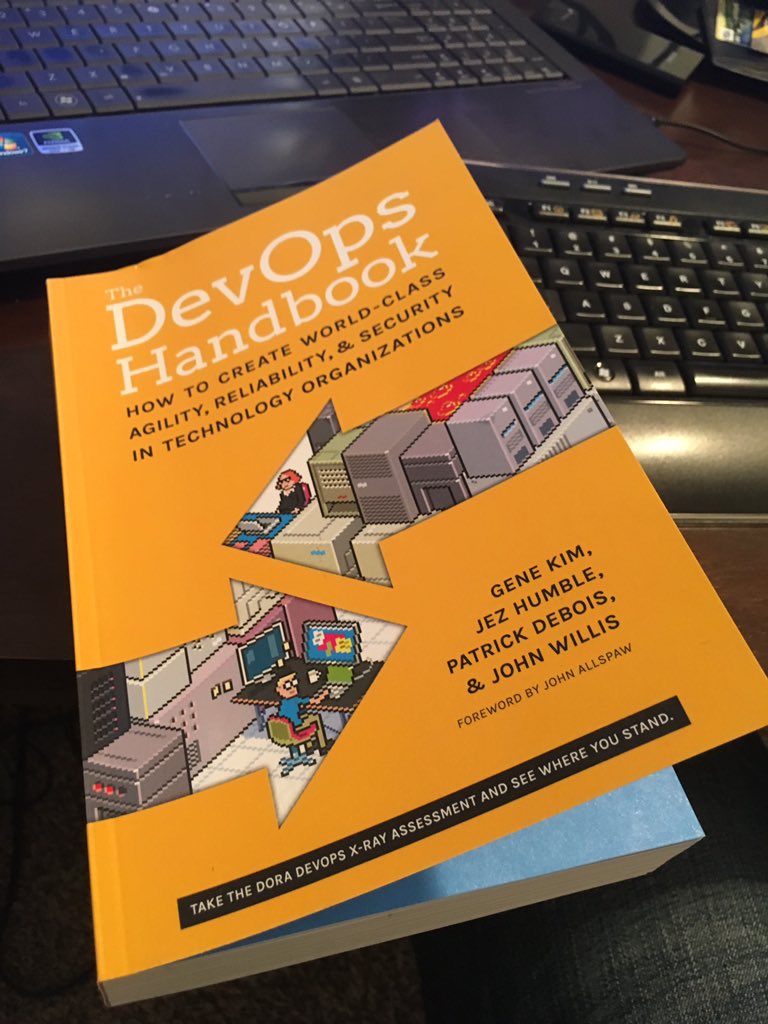 The
DevOps
Handbook
HOW TO CREATE WORLD-CLASS
AGILITY, RELIABILITY, & SECURITY
IN TECHNOLOGY ORGANIZATIONS
GENE KIM,
JEZ HUMBLE,
PATRICK DEBOIS,
& JOHN WILLIS
FOREWORD BY JOHN ALLSPAW
TAKE THE DORA DEVOPS X-RAY ASSESSMENT AND SEE WHERE YOU STAND.